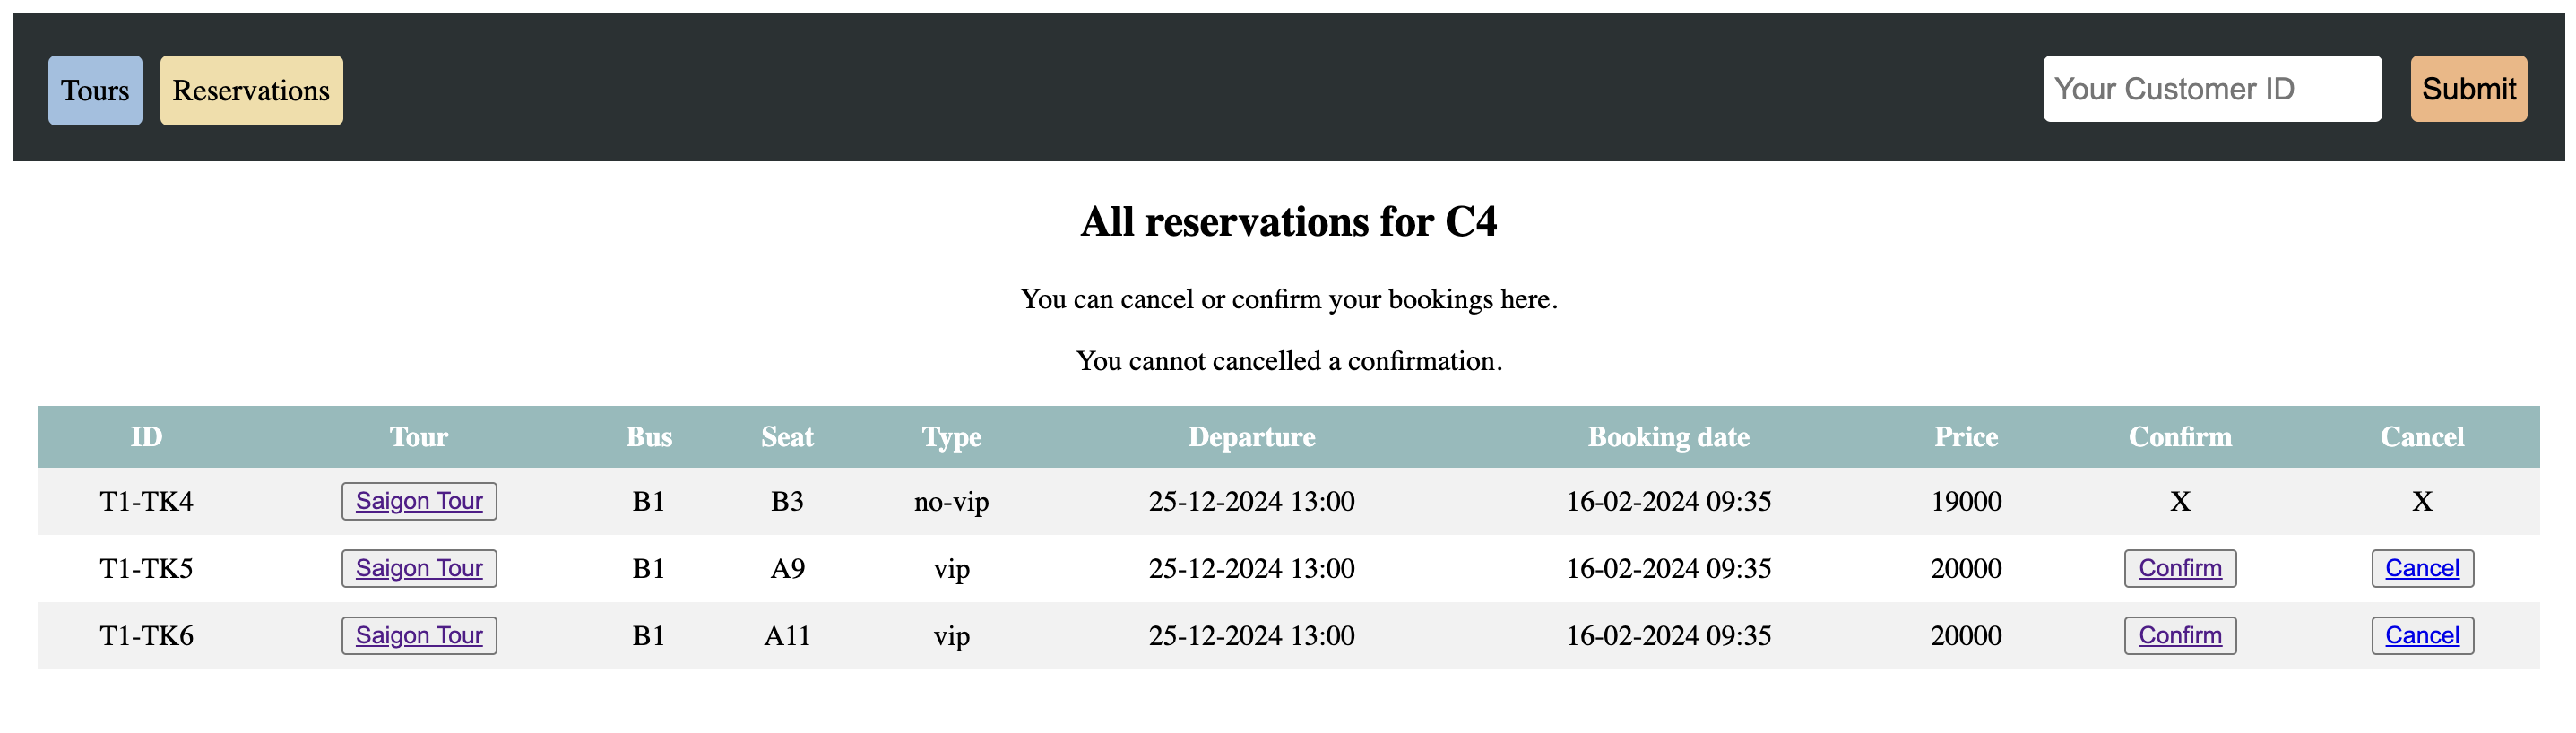 Tours Reservations Your Customer ID Submit
All reservations for C4
You can cancel or confirm your bookings here.
You cannot cancelled a confirmation.
ID Tour Bus Seat Type Departure Booking date Price Confirm Cancel
T1-TK4 Saigon Tour B1 B3 no-vip 25-12-2024 13:00 16-02-2024 09:35 19000 X X
T1-TK5 Saigon Tour B1 A9 vip 25-12-2024 13:00 16-02-2024 09:35 20000 Confirm Cancel
T1-TK6 Saigon Tour B1 A11 vip 25-12-2024 13:00 16-02-2024 09:35 20000 Confirm Cancel